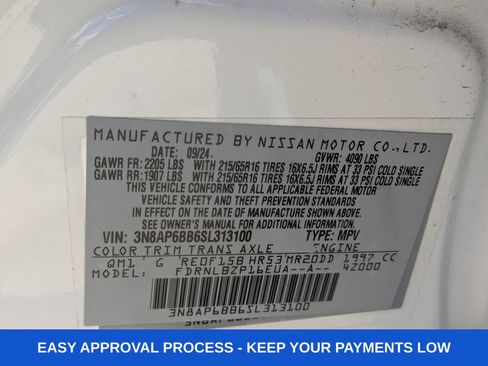 MANUFACTURED BY NISSAN MOTOR CO.,LTD.
DATE: 09/24. GVWR: 4090 LBS
GAWR FR: 2205 LBS WITH 215/65R16 TIRES 16X6.5J RIMS AT 33 PSI COLD SINGLE
GAWR RR: 1907 LBS WITH 215/65R16 TIRES 16X6.5J RIMS AT 33 PSI COLD SINGLE
THIS VEHICLE CONFORMS TO ALL APPLICABLE FEDERAL MOTOR
VEHICLE SAFETY AND THEFT PREVENTION STANDARDS
IN EFFECT ON THE DATE OF MANUFACTURE SHOWN ABOVE.
SEE OWNER'S MANUAL FOR ADDITIONAL INFORMATION.
VIN: 3N8AP6BB6SL313100 TYPE: MPV
COLOR TRIM TRANS AXLE ENGINE
QM1 G RE0F15B HR53 MR20DD 1997 CC
MODEL: FDRNLBZP16EUA--A-- 4Z000
3N8AP6BB6SL313100
EASY APPROVAL PROCESS - KEEP YOUR PAYMENTS LOW